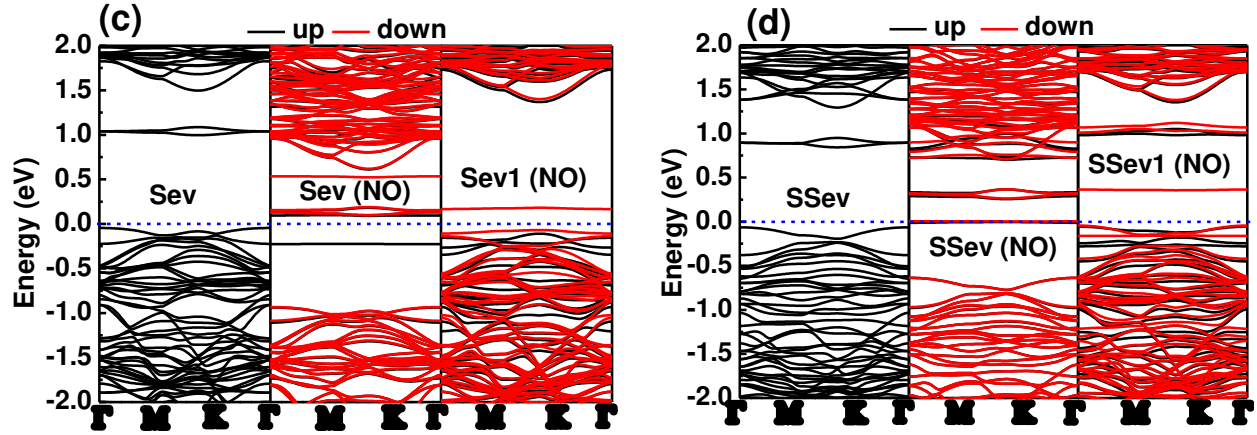 (c)
up down
Energy (eV)
2.0
1.5
1.0
0.5
0.0
-0.5
-1.0
-1.5
-2.0
Sev
Sev (NO)
Sev1 (NO)
Γ M K Γ M K Γ M K Γ
(d)
up down
Energy (eV)
2.0
1.5
1.0
0.5
0.0
-0.5
-1.0
-1.5
-2.0
SSev
SSev (NO)
SSev1 (NO)
Γ M K Γ M K Γ M K Γ